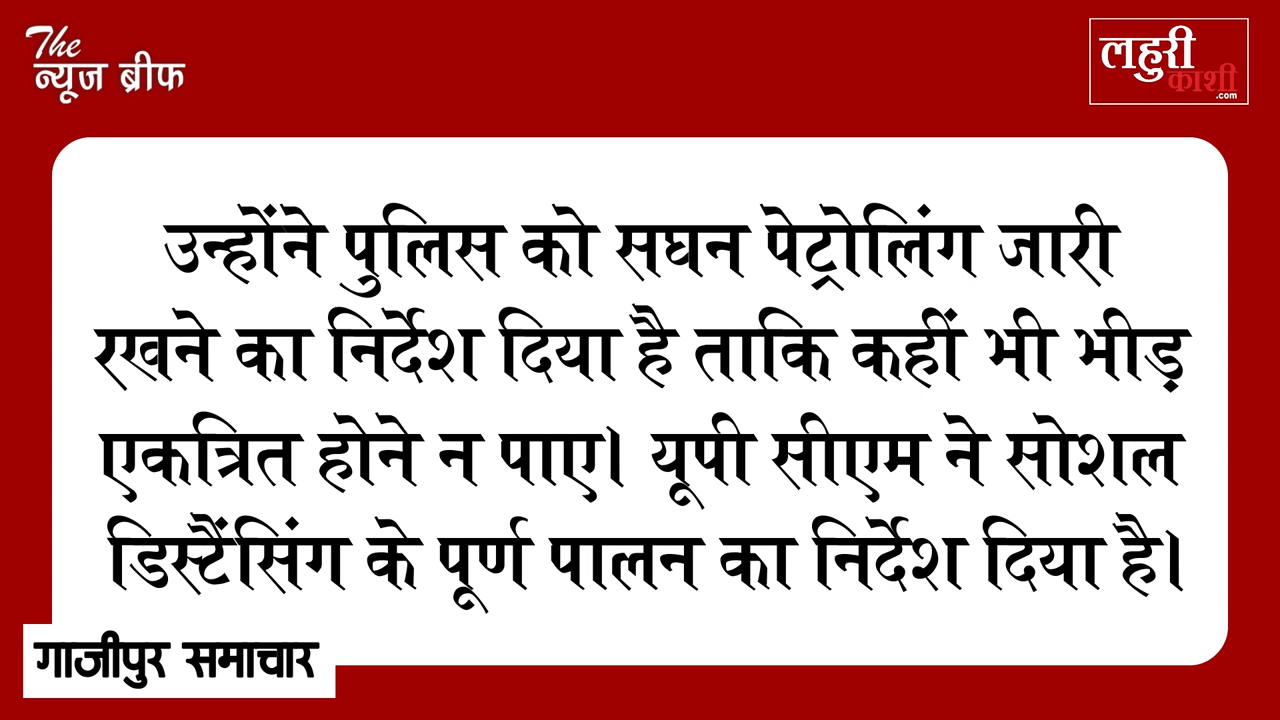 The
न्यूज ब्रीफ
लहुरी
काशी
.com
उन्होंने पुलिस को सघन पेट्रोलिंग जारी
रखने का निर्देश दिया है ताकि कहीं भी भीड़
एकत्रित होने न पाए। यूपी सीएम ने सोशल
डिस्टैंसिंग के पूर्ण पालन का निर्देश दिया है।
गाजीपुर समाचार